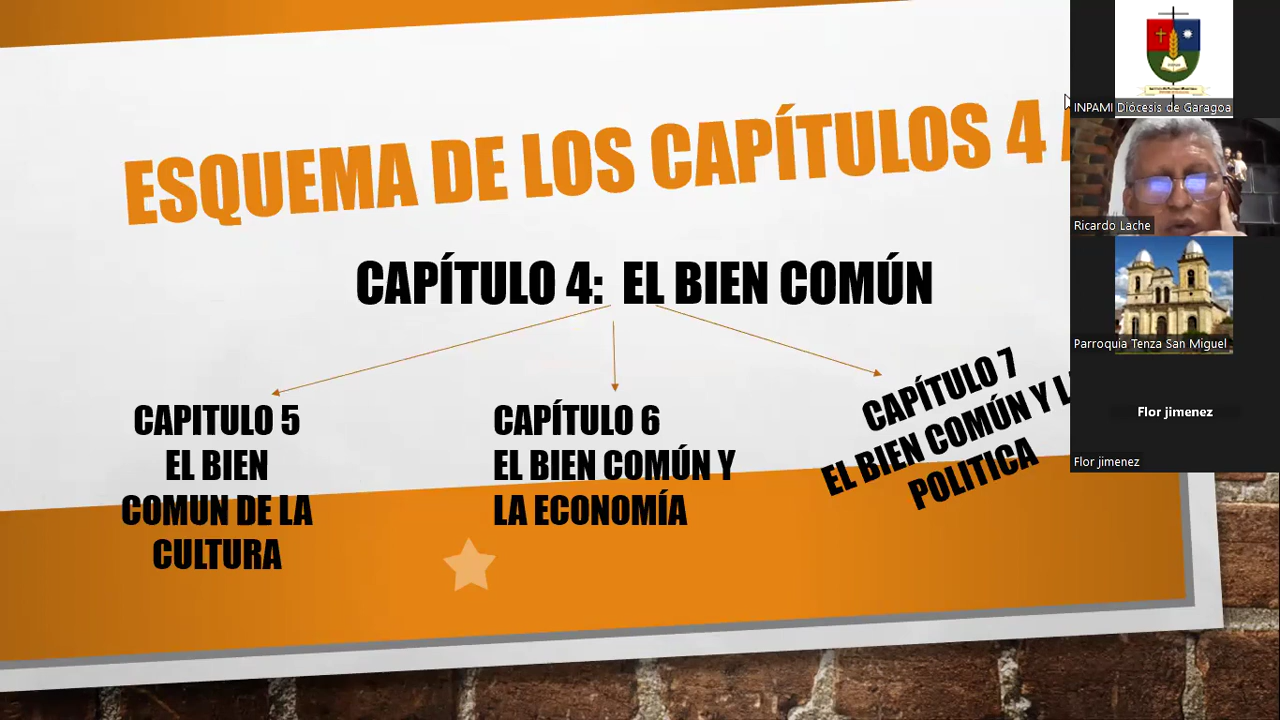 ESQUEMA DE LOS CAPÍTULOS 4
CAPÍTULO 4: EL BIEN COMÚN
CAPITULO 5
EL BIEN
COMUN DE LA
CULTURA
CAPÍTULO 6
EL BIEN COMÚN Y
LA ECONOMÍA
CAPÍTULO 7
EL BIEN COMÚN Y
POLITICA
INPAMI Diócesis de Garagoa
Ricardo Lache
Parroquia Tenza San Miguel
Flor jimenez
Flor jimenez